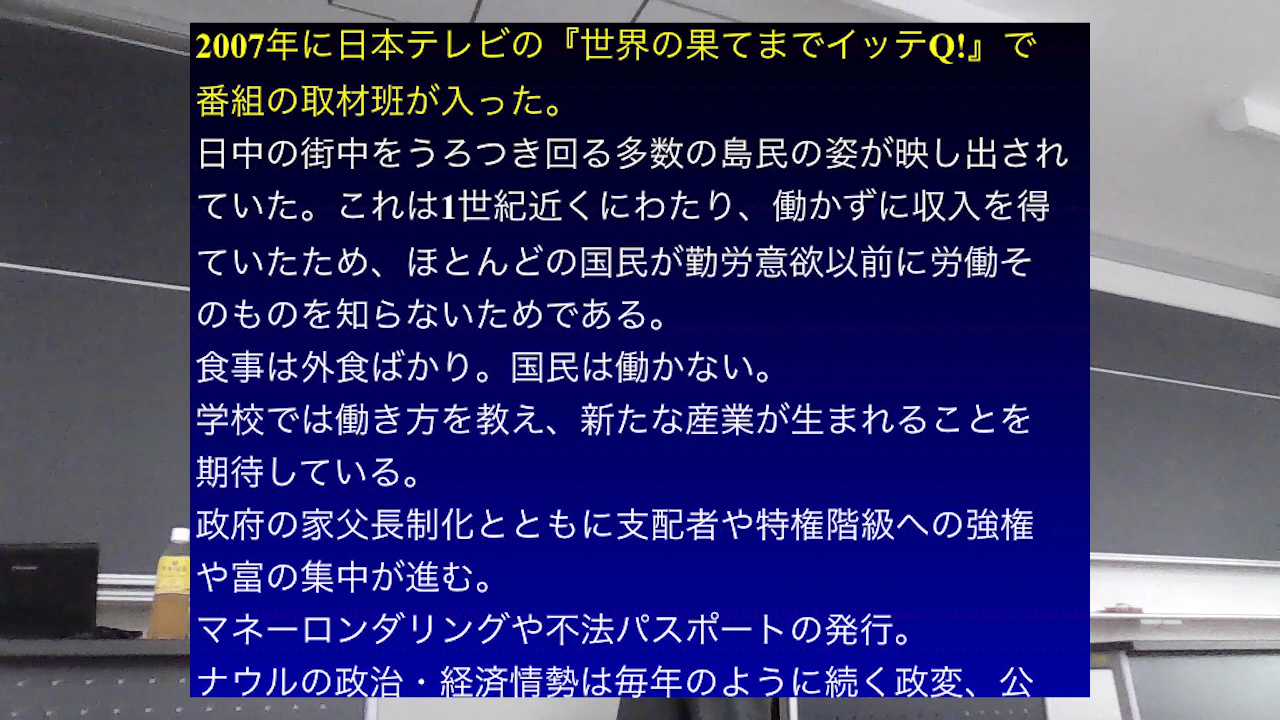 2007年に日本テレビの『世界の果てまでイッテQ!』で
番組の取材班が入った。
日中の街中をうろつき回る多数の島民の姿が映し出され
ていた。これは1世紀近くにわたり、働かずに収入を得
ていたため、ほとんどの国民が勤労意欲以前に労働そ
のものを知らないためである。
食事は外食ばかり。国民は働かない。
学校では働き方を教え、新たな産業が生まれることを
期待している。
政府の家父長制化とともに支配者や特権階級への強権
や富の集中が進む。
マネーロンダリングや不法パスポートの発行。
ナウルの政治・経済情勢は毎年のように続く政変、公